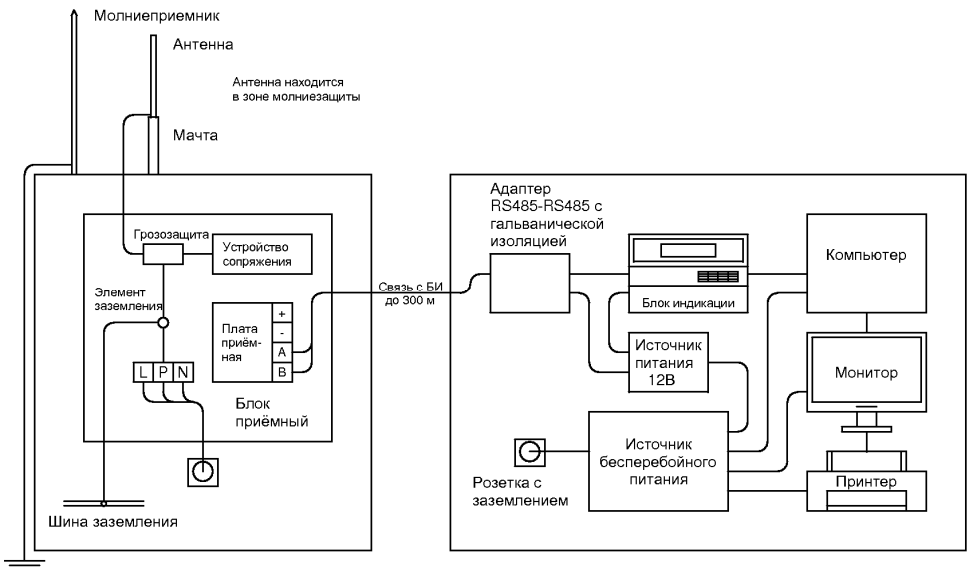 Молниеприемник
Антенна
Антенна находится
в зоне молниезащиты
Мачта
Грозозащита
Устройство
сопряжения
Элемент
заземления
Плата
приём-
ная
+
-
A
B
L P N
Блок
приёмный
Шина заземления
Связь с БИ
до 300 м
Адаптер
RS485-RS485 с
гальванической
изоляцией
Блок индикации
Компьютер
Источник
питания
12В
Монитор
Источник
бесперебойного
питания
Розетка с
заземлением
Принтер